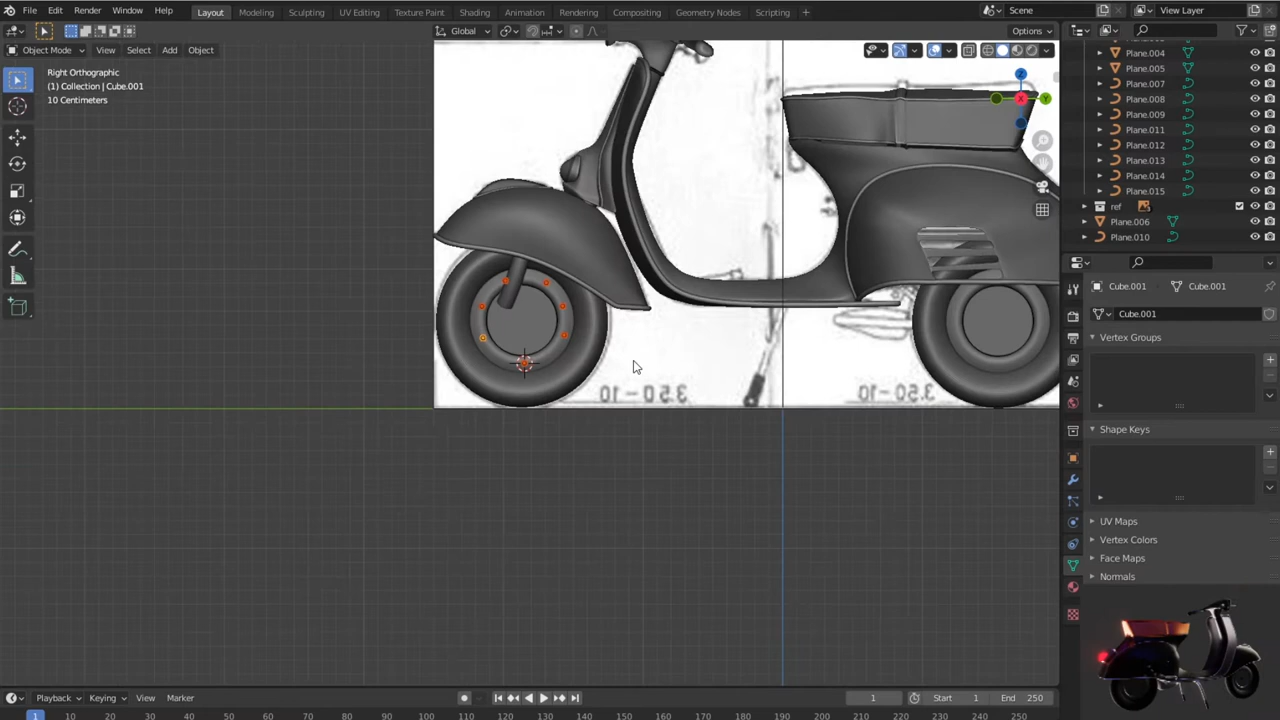 File Edit Render Window Help
Layout Modeling Sculpting UV Editing Texture Paint Shading Animation Rendering Compositing Geometry Nodes Scripting +
Scene View Layer
Global Options
Object Mode View Select Add Object
Right Orthographic
(1) Collection | Cube.001
10 Centimeters
Z
X
Y
3.50-10
3.50-10
Plane.004
Plane.005
Plane.007
Plane.008
Plane.009
Plane.011
Plane.012
Plane.013
Plane.014
Plane.015
ref
Plane.006
Plane.010
Cube.001 Cube.001
Cube.001
Vertex Groups
Shape Keys
UV Maps
Vertex Colors
Face Maps
Normals
Playback Keying View Marker
1 Start 1 End 250
1 10 20 30 40 50 60 70 80 90 100 110 120 130 140 150 160 170 180 190 200 210 220 230 240 250